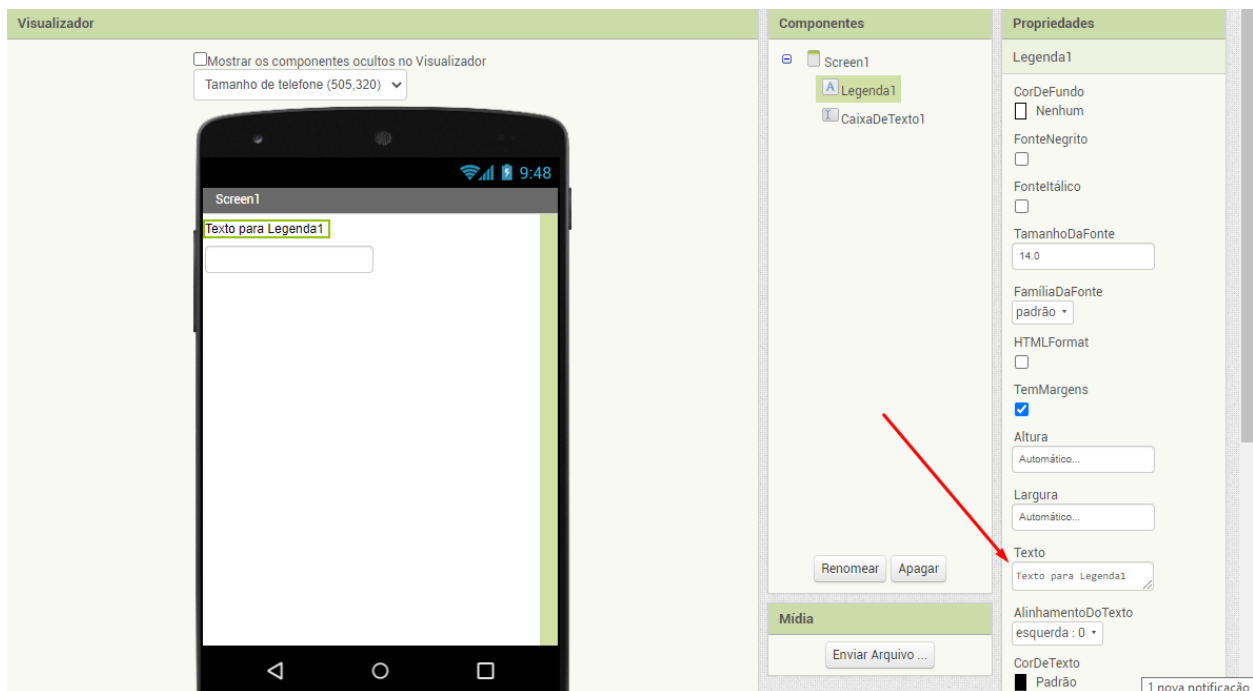 Visualizador
Mostrar os componentes ocultos no Visualizador
Tamanho de telefone (505,320)
9:48
Screen1
Texto para Legenda1
Componentes
Screen1
Legenda1
CaixaDeTexto1
Renomear Apagar
Mídia
Enviar Arquivo ...
Propriedades
Legenda1
CorDeFundo
Nenhum
FonteNegrito
FonteItálico
TamanhoDaFonte
14.0
FamíliaDaFonte
padrão
HTMLFormat
TemMargens
Altura
Automático...
Largura
Automático...
Texto
Texto para Legenda1
AlinhamentoDoTexto
esquerda : 0
CorDeTexto
Padrão
1 nova notificação